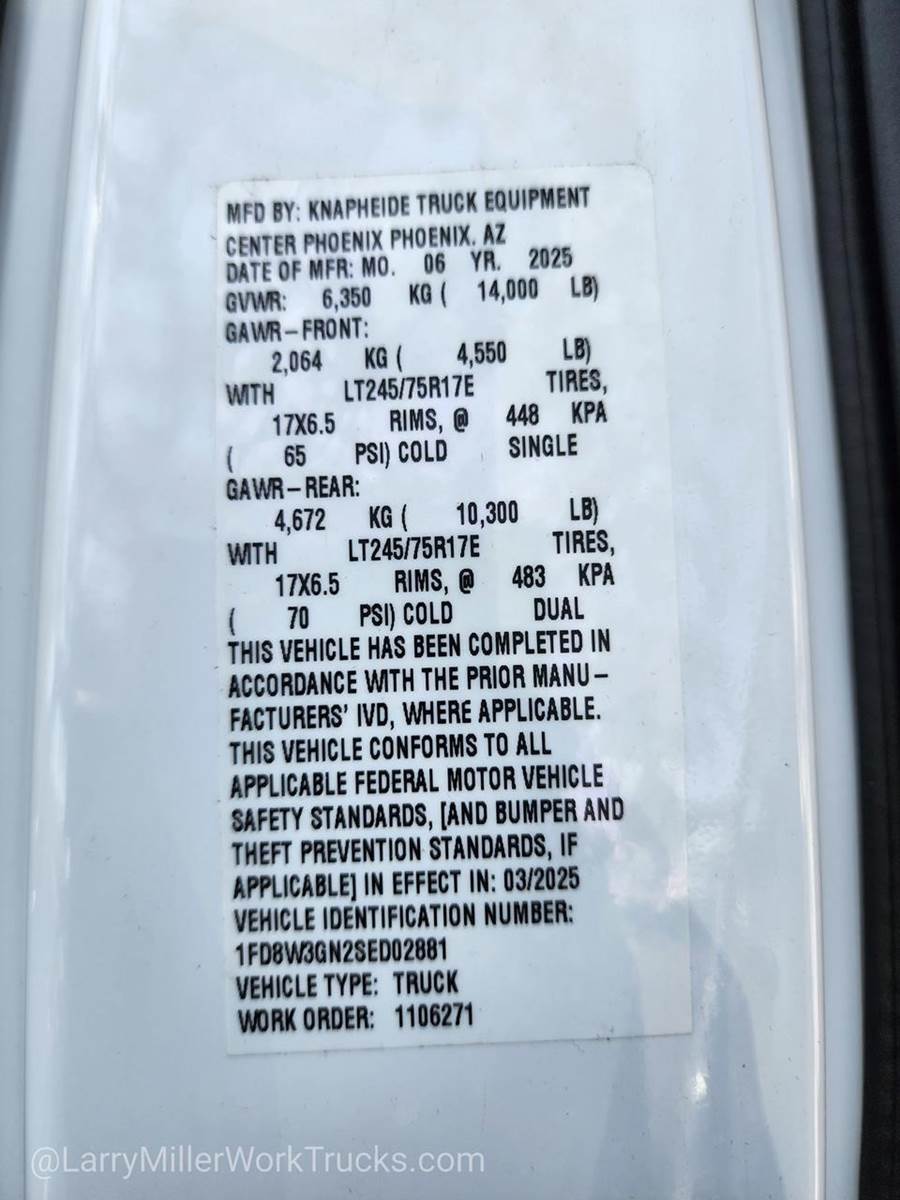 MFD BY: KNAPHEIDE TRUCK EQUIPMENT
CENTER PHOENIX PHOENIX, AZ
DATE OF MFR: MO. 06 YR. 2025
GVWR: 6,350 KG ( 14,000 LB)
GAWR-FRONT:
2,064 KG ( 4,550 LB)
WITH LT245/75R17E TIRES,
17X6.5 RIMS, @ 448 KPA
( 65 PSI) COLD SINGLE
GAWR-REAR:
4,672 KG ( 10,300 LB)
WITH LT245/75R17E TIRES,
17X6.5 RIMS, @ 483 KPA
( 70 PSI) COLD DUAL
THIS VEHICLE HAS BEEN COMPLETED IN
ACCORDANCE WITH THE PRIOR MANU-
FACTURERS' IVD, WHERE APPLICABLE.
THIS VEHICLE CONFORMS TO ALL
APPLICABLE FEDERAL MOTOR VEHICLE
SAFETY STANDARDS, [AND BUMPER AND
THEFT PREVENTION STANDARDS, IF
APPLICABLE] IN EFFECT IN: 03/2025
VEHICLE IDENTIFICATION NUMBER:
1FD8W3GN2SED02881
VEHICLE TYPE: TRUCK
WORK ORDER: 1106271
@LarryMillerWorkTrucks.com